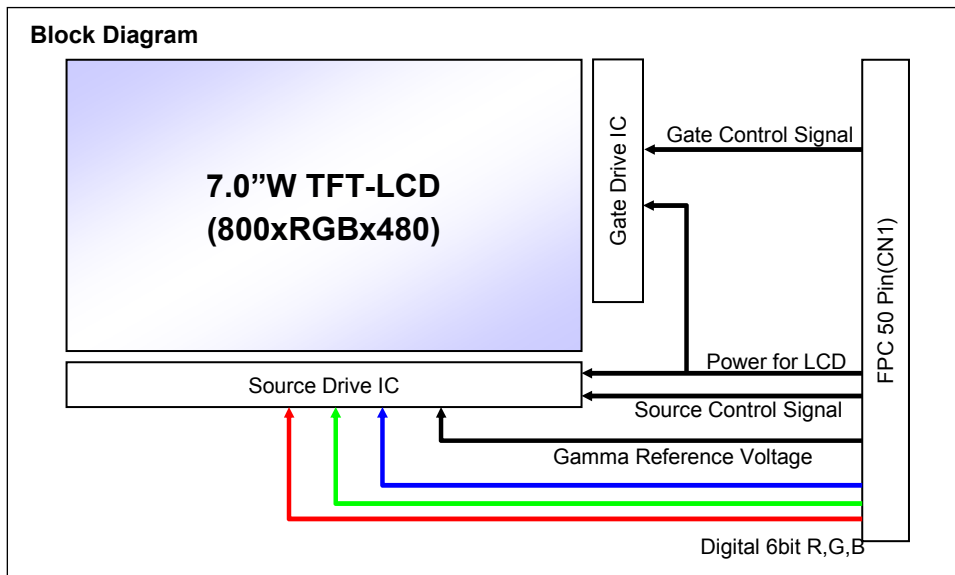 Block Diagram
7.0”W TFT-LCD
(800xRGBx480)
Gate Drive IC
Gate Control Signal
FPC 50 Pin(CN1)
Power for LCD
Source Drive IC
Source Control Signal
Gamma Reference Voltage
Digital 6bit R,G,B